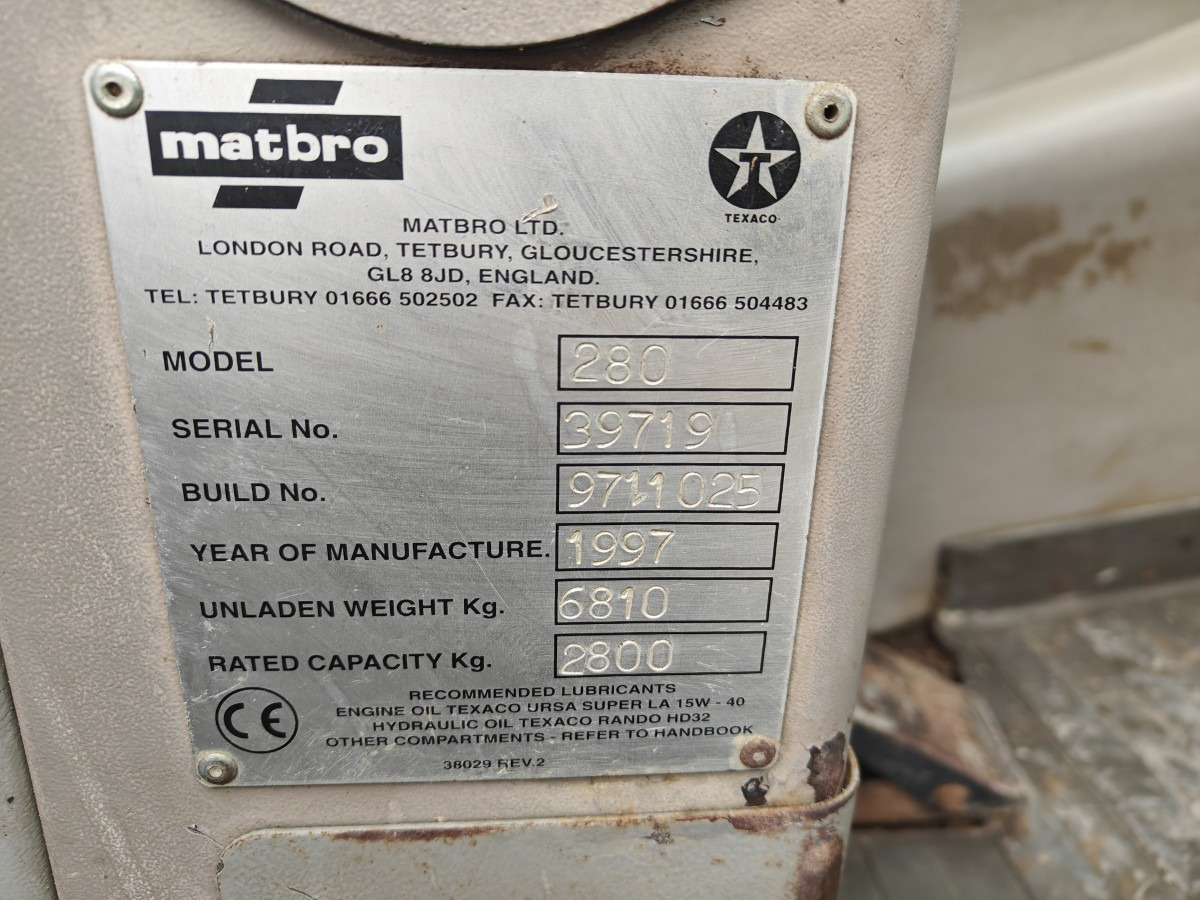 matbro
T
TEXACO
MATBRO LTD.
LONDON ROAD, TETBURY, GLOUCESTERSHIRE,
GL8 8JD, ENGLAND.
TEL: TETBURY 01666 502502 FAX: TETBURY 01666 504483
MODEL 280
SERIAL No. 39719
BUILD No. 9711025
YEAR OF MANUFACTURE. 1997
UNLADEN WEIGHT Kg. 6810
RATED CAPACITY Kg. 2800
CE
RECOMMENDED LUBRICANTS
ENGINE OIL TEXACO URSA SUPER LA 15W - 40
HYDRAULIC OIL TEXACO RANDO HD32
OTHER COMPARTMENTS - REFER TO HANDBOOK
38029 REV.2